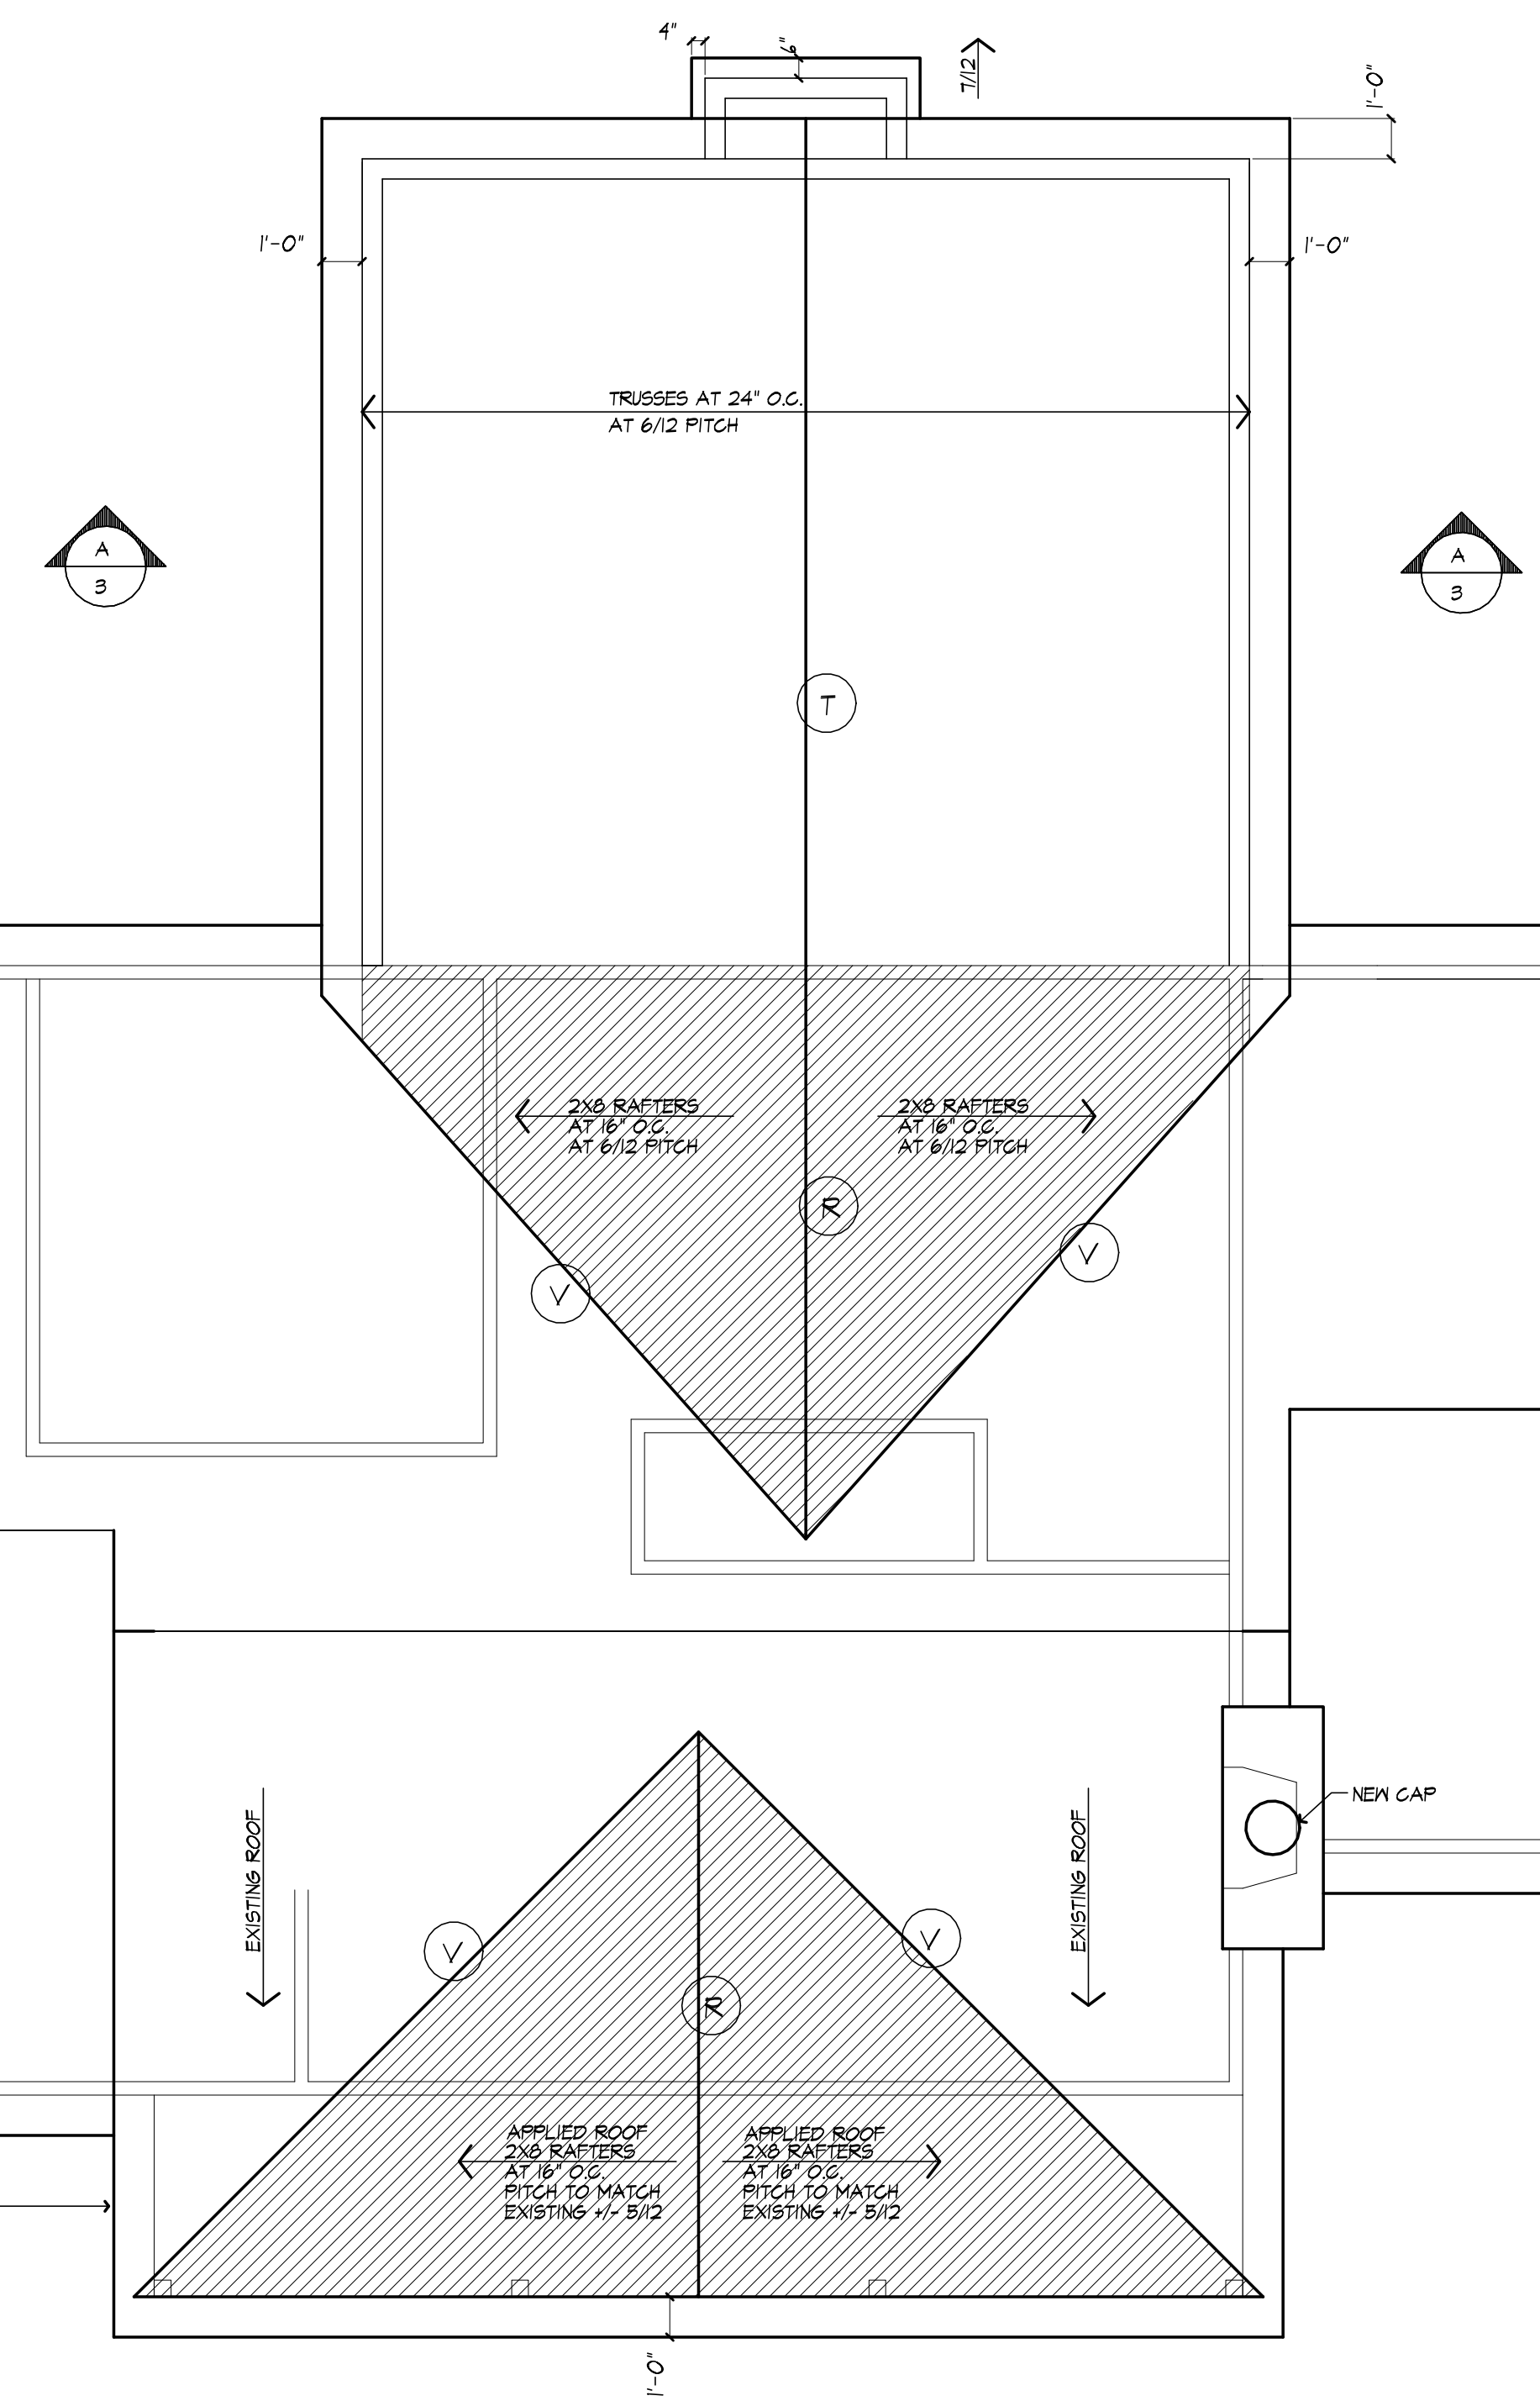 4"
6"
7/12
1'-0"
1'-0"
1'-0"
TRUSSES AT 24" O.C.
AT 6/12 PITCH
A
3
A
3
T
2X8 RAFTERS
AT 16" O.C.
AT 6/12 PITCH
2X8 RAFTERS
AT 16" O.C.
AT 6/12 PITCH
R
V
V
NEW CAP
EXISTING ROOF
EXISTING ROOF
V
V
R
APPLIED ROOF
2X8 RAFTERS
AT 16" O.C.
PITCH TO MATCH
EXISTING +/- 5/12
APPLIED ROOF
2X8 RAFTERS
AT 16" O.C.
PITCH TO MATCH
EXISTING +/- 5/12
1'-0"